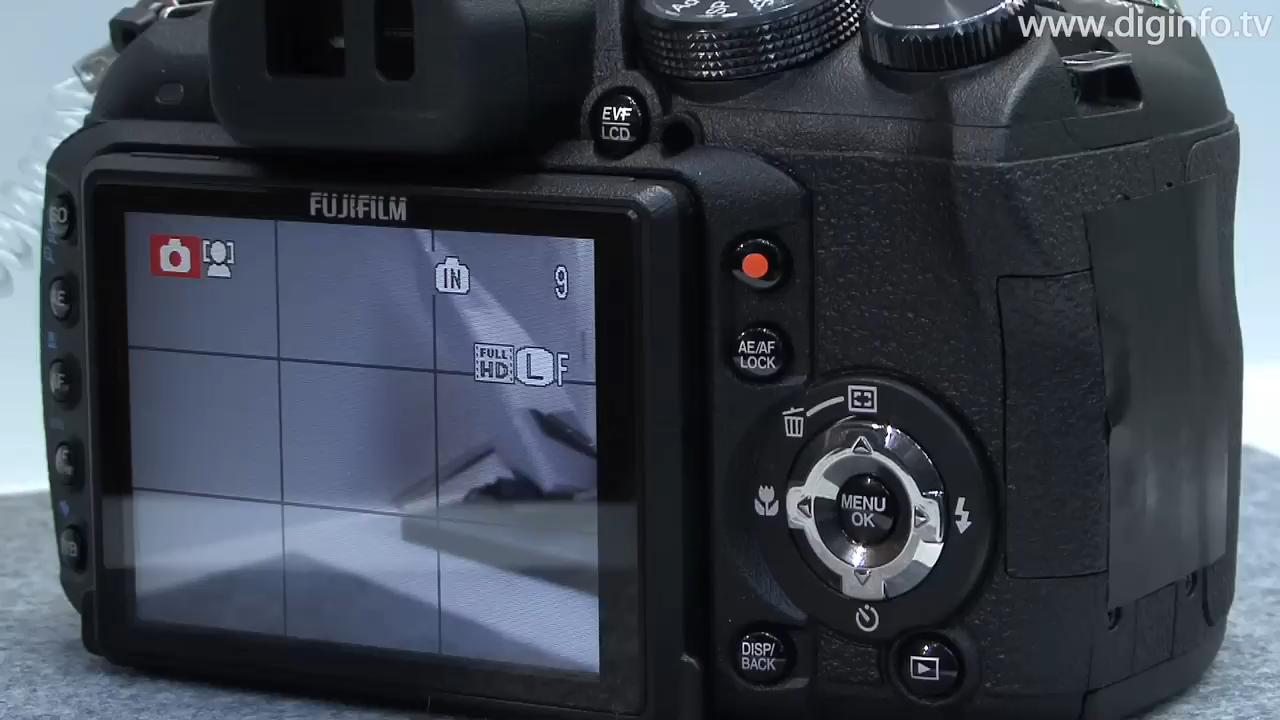 www.diginfo.tv
EVF
LCD
FUJIFILM
IN
9
FULL
HD
L F
AE/AF
LOCK
MENU
OK
DISP/
BACK